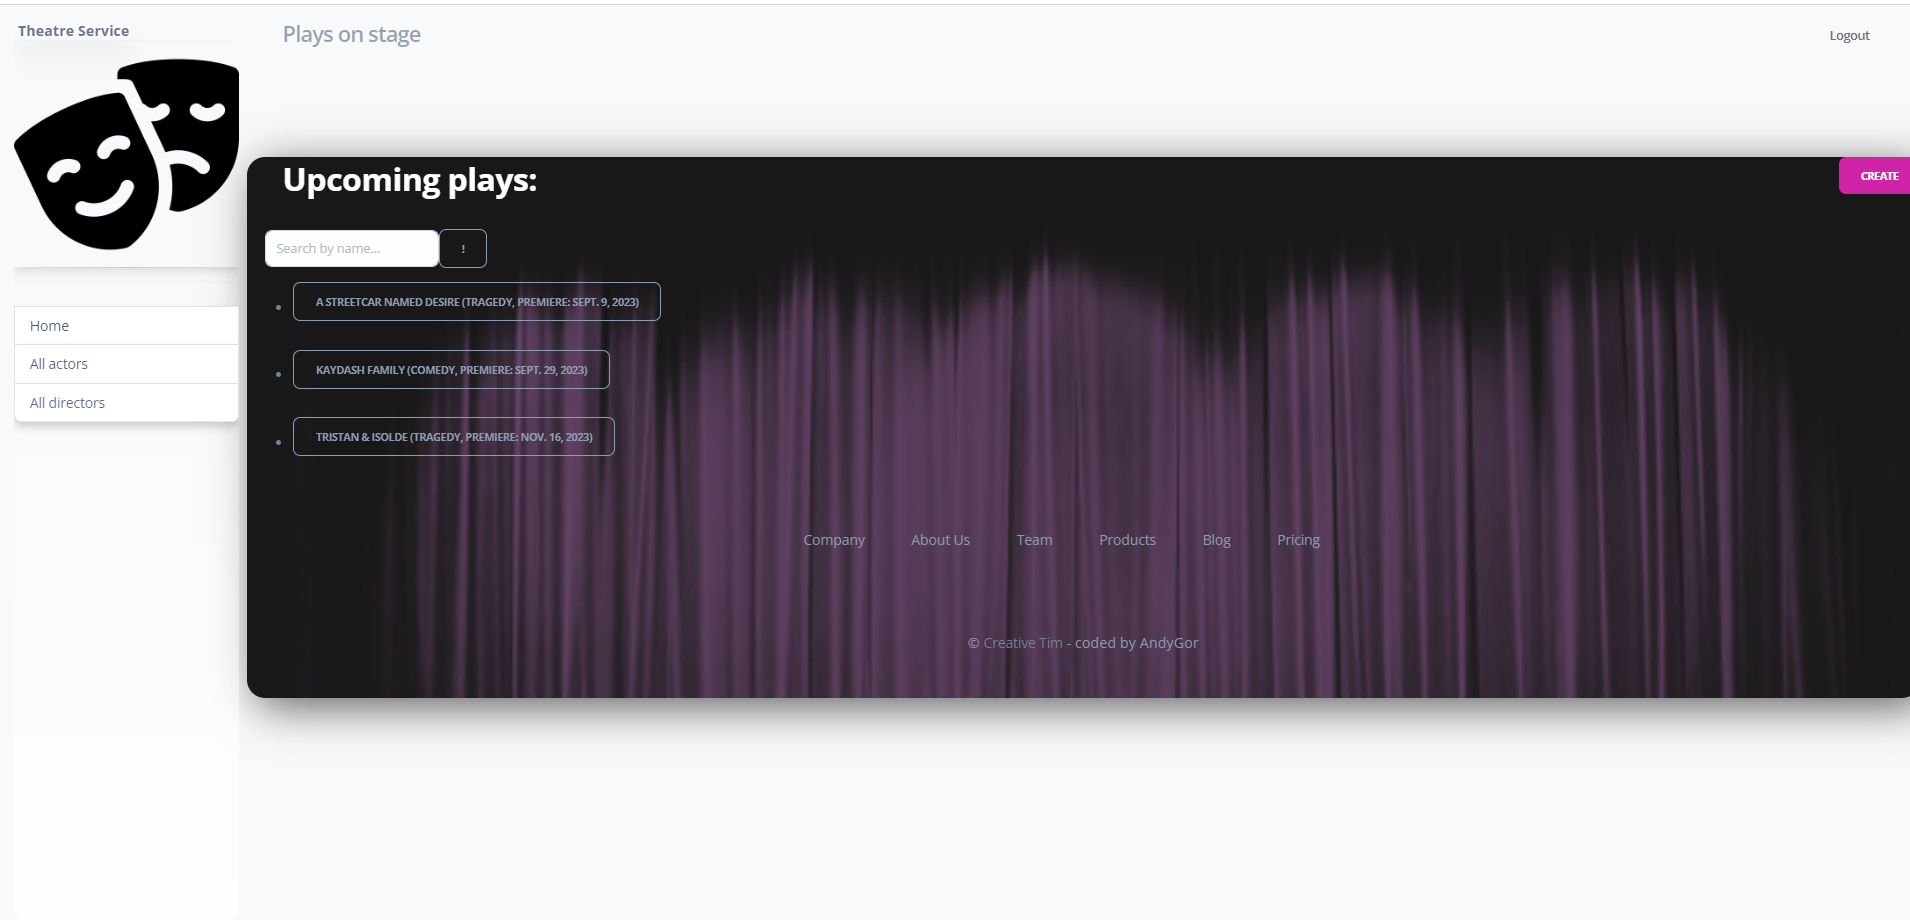 Theatre Service
Plays on stage
Logout
Upcoming plays:
CREATE
Search by name...
!
Home
All actors
All directors
A STREETCAR NAMED DESIRE (TRAGEDY, PREMIERE: SEPT. 9, 2023)
KAYDASH FAMILY (COMEDY, PREMIERE: SEPT. 29, 2023)
TRISTAN & ISOLDE (TRAGEDY, PREMIERE: NOV. 16, 2023)
Company About Us Team Products Blog Pricing
© Creative Tim - coded by AndyGor